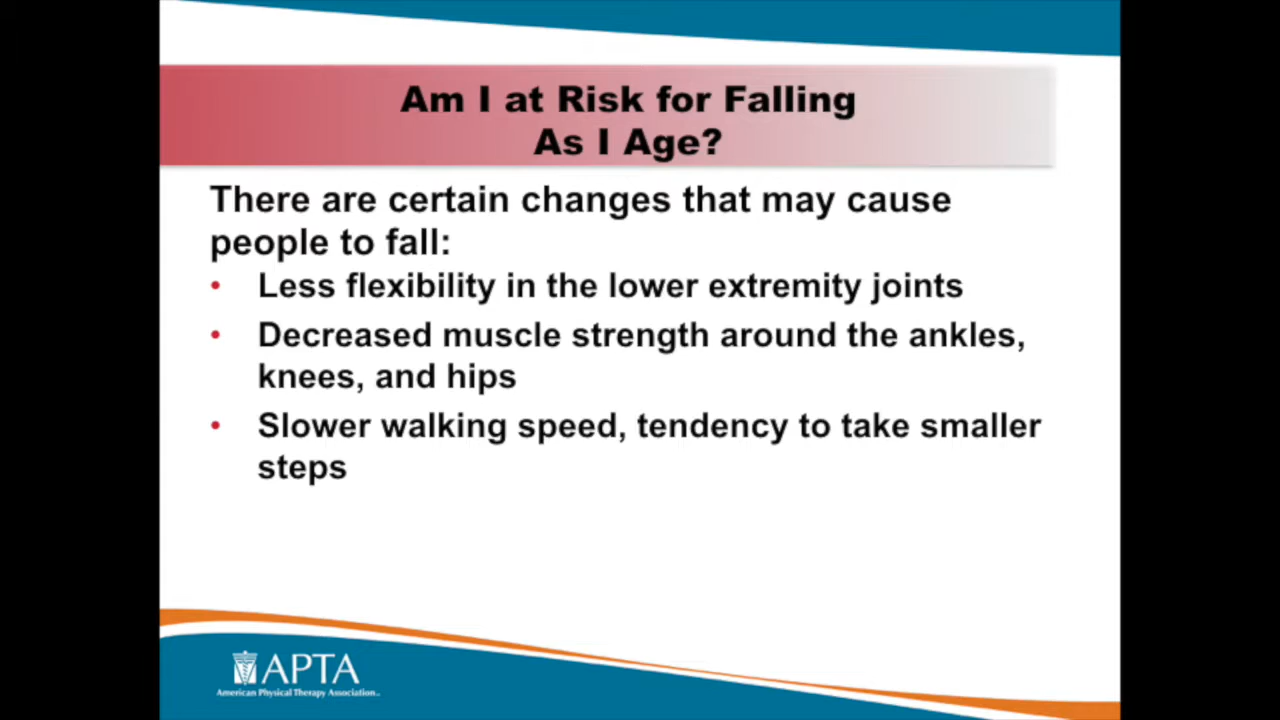 Am I at Risk for Falling
As I Age?
There are certain changes that may cause
people to fall:
• Less flexibility in the lower extremity joints
• Decreased muscle strength around the ankles,
knees, and hips
• Slower walking speed, tendency to take smaller
steps
APTA
American Physical Therapy Association